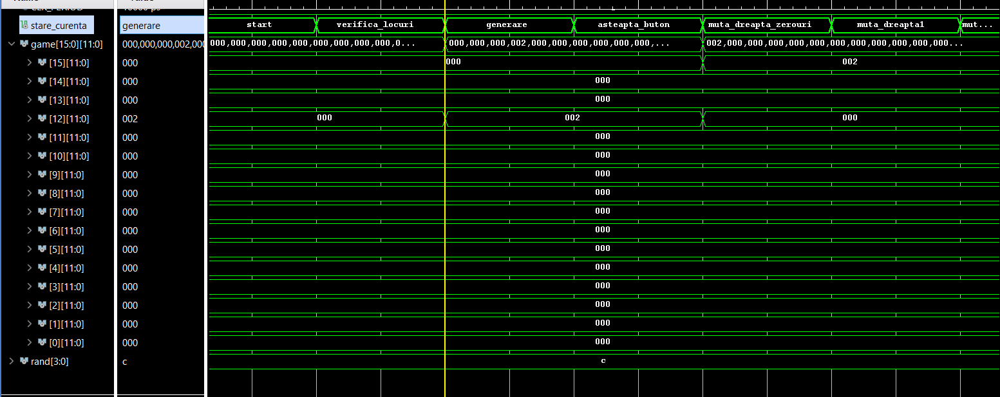 stare_curenta generare start verifica_locuri generare asteapta_buton muta_dreapta_zerouri muta_dreapta1 mut...
game[15:0][11:0] 000,000,000,002,000 000,000,000,000,000,000,000,000,000,0... 000,000,000,002,000,000,000,000,000,... 002,000,000,000,000,000,000,000,000,000,000,000...
[15][11:0] 000 000 002
[14][11:0] 000 000
[13][11:0] 000 000
[12][11:0] 002 000 002 000
[11][11:0] 000 000
[10][11:0] 000 000
[9][11:0] 000 000
[8][11:0] 000 000
[7][11:0] 000 000
[6][11:0] 000 000
[5][11:0] 000 000
[4][11:0] 000 000
[3][11:0] 000 000
[2][11:0] 000 000
[1][11:0] 000 000
[0][11:0] 000 000
rand[3:0] c c